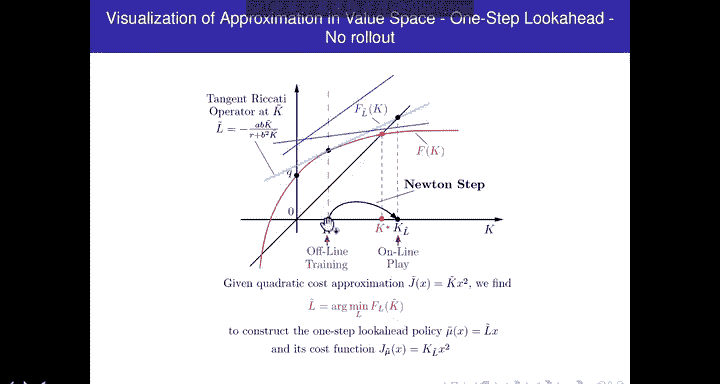 Visualization of Approximation in Value Space - One-Step Lookahead -
No rollout
Tangent Riccati
Operator at K̃
L̃ = − abK̃ / (r+b²K̃)
F_L̃(K)
F(K)
q
Newton Step
0
K* K_L̃ K
Off-Line
Training
On-Line
Play
Given quadratic cost approximation J̃(x) = K̃x², we find
L̃ = arg min_L F_L(K̃)
to construct the one-step lookahead policy μ̃(x) = L̃x
and its cost function J_μ̃(x) = K_L̃x²